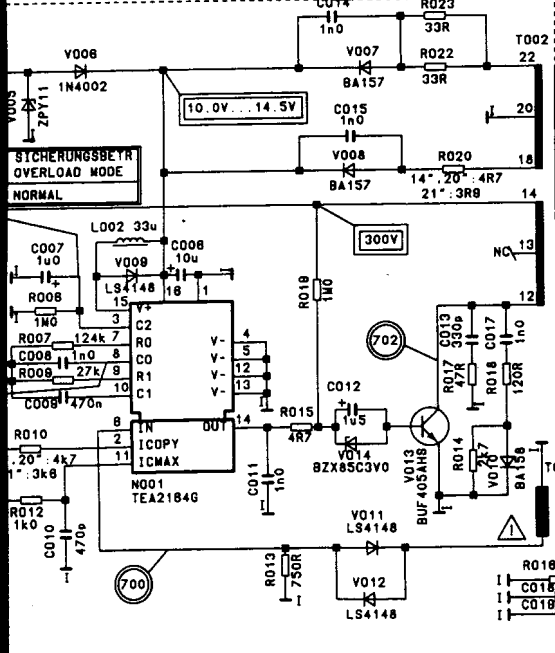 C014
1n0
R023
33R
V006
1N4002
V007
BA157
R022
33R
T002
22
V005
ZPY11
10.0V...14.5V
C015
1n0
20
SICHERUNGSBETR
OVERLOAD MODE
NORMAL
V008
BA157
R020
14",20":4R7
21":3R9
18
14
L002 33u
300V
C007
1u0
V009
LS4148
C006
10u
NC
13
R019
1M0
12
R006
1M0
15
V+
16
1
3
C2
R007
124k
7
R0
C008
1n0
8
C0
R009
27k
9
R1
C009
470n
10
C1
V-
4
V-
5
V-
12
V-
13
702
C013
330p
C017
1n0
R017
47R
R018
120R
C012
1u5
6
IN
OUT
14
R015
4R7
R010
,20":4k7
1":3k6
2
ICOPY
11
ICMAX
V014
BZX85C3V0
V013
BUF405AHS
R014
2k7
V010
BA158
N001
TEA2184G
C011
1n0
R012
1k0
C010
470p
V011
LS4148
R013
750R
700
V012
LS4148
R016
C018
C019